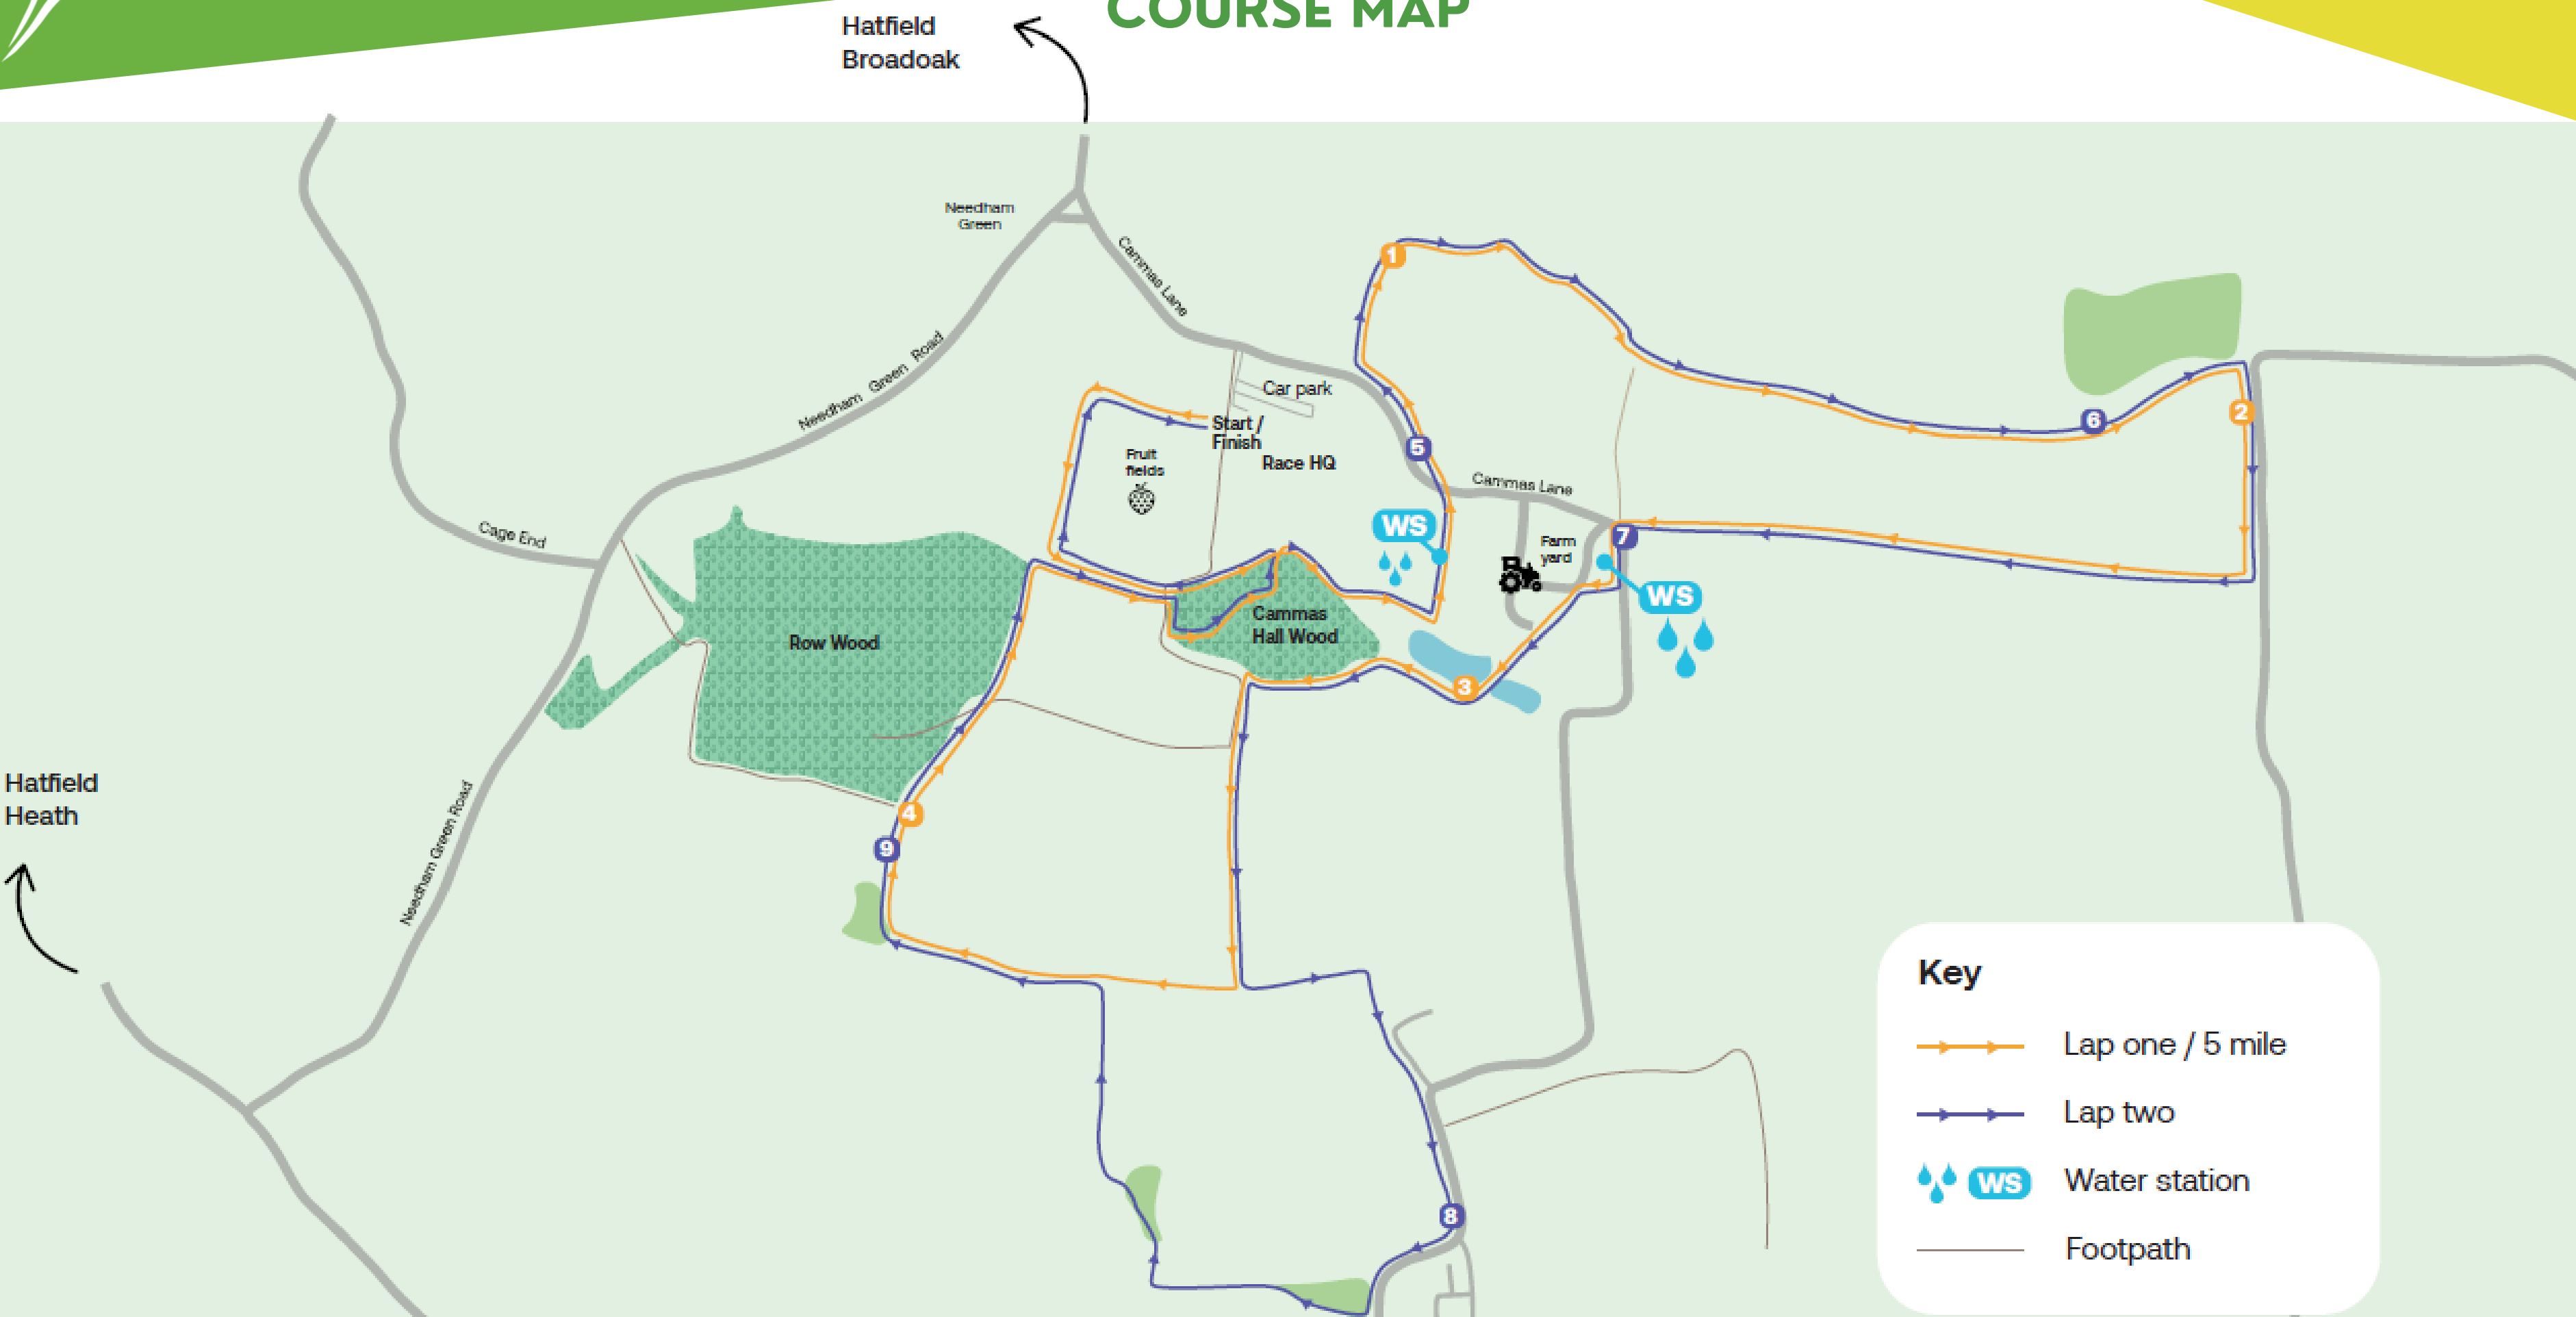 COURSE MAP
Hatfield
Broadoak
Needham
Green
Cammas Lane
Needham Green Road
Car park
Start /
Finish
Race HQ
Fruit
fields
Cage End
Cammas Lane
Farm
yard
WS
WS
Cammas
Hall Wood
Row Wood
Hatfield
Heath
Needham Green Road
1
2
3
4
5
6
7
8
9
Key
Lap one / 5 mile
Lap two
WS
Water station
Footpath